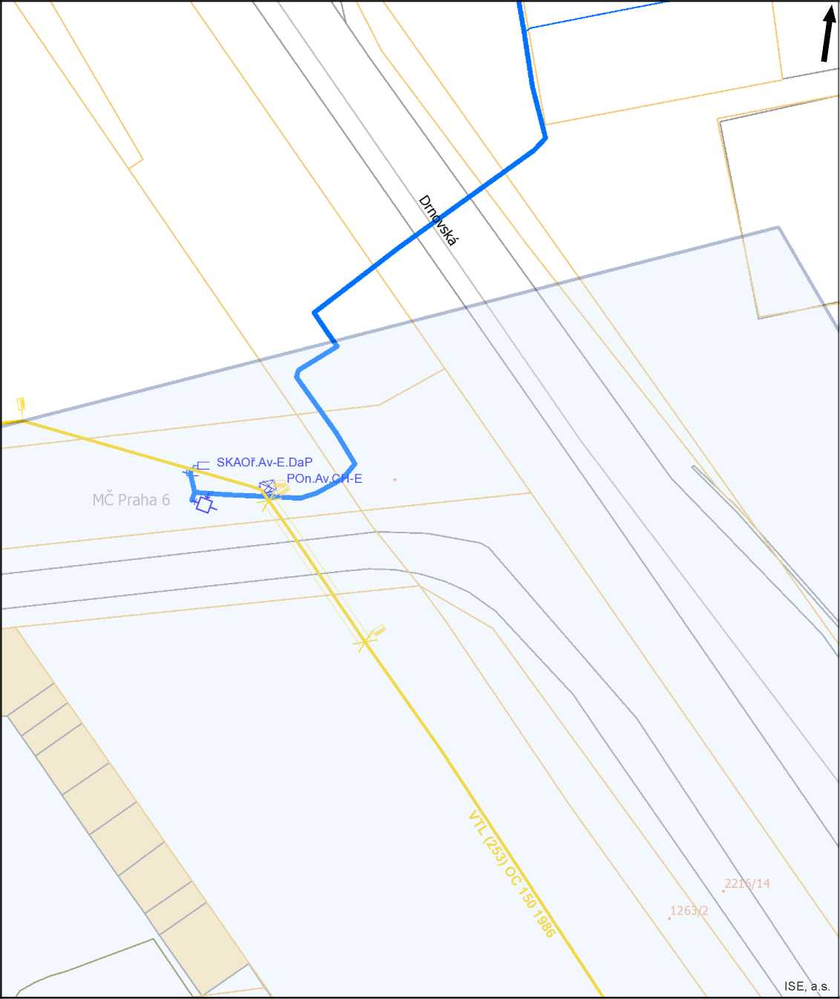 Drnovská
SKAOř.Av-E.DaP
POn.Av.CH-E
MČ Praha 6
VTL (253) OC 150 1986
2216/14
1263/2
ISE, a.s.